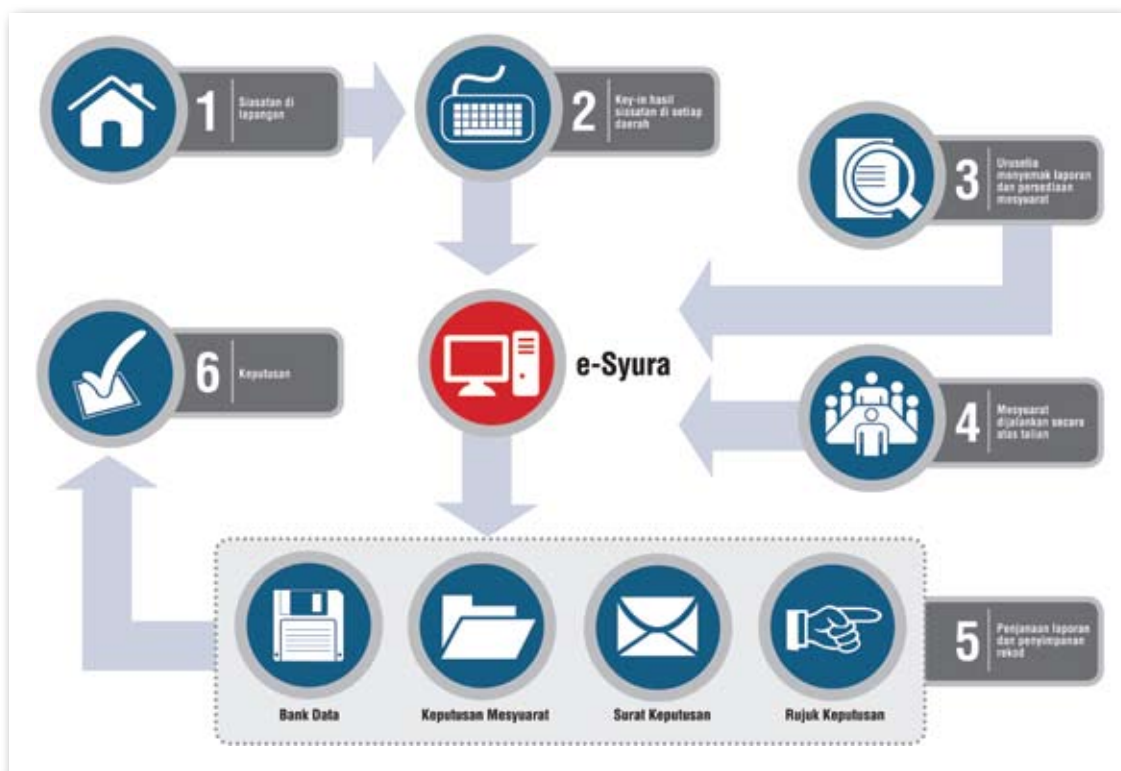 1
Siasatan di
lapangan
2
Key-in hasil
siasatan di setiap
daerah
3
Urusetia
menyemak laporan
dan persediaan
mesyuarat
e-Syura
4
Mesyuarat
dijalankan secara
atas talian
5
Penjanaan laporan
dan penyimpanan
rekod
Bank Data
Keputusan Mesyuarat
Surat Keputusan
Rujuk Keputusan
6
Keputusan